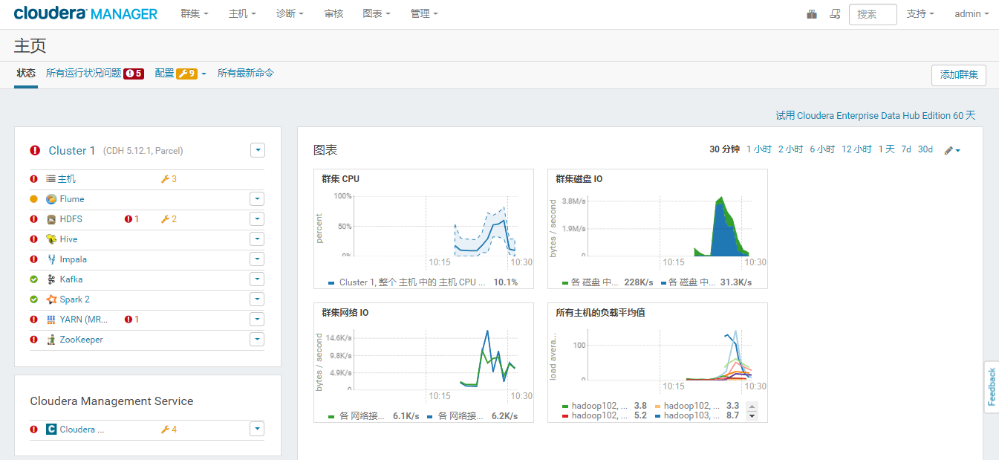 cloudera MANAGER 群集 主机 诊断 审核 图表 管理 搜索 支持 admin
主页
状态 所有运行状况问题 5 配置 9 所有最新命令 添加群集
试用 Cloudera Enterprise Data Hub Edition 60 天
Cluster 1 (CDH 5.12.1, Parcel)
主机 3
Flume
HDFS 1 2
Hive
Impala
Kafka
Spark 2
YARN (MR... 1
ZooKeeper
Cloudera Management Service
Cloudera ... 4
图表 30 分钟 1 小时 2 小时 6 小时 12 小时 1 天 7d 30d
群集 CPU
percent
100%
50%
0%
10:15 10:30
Cluster 1, 整个 主机 中的 主机 CPU ... 10.1%
群集磁盘 IO
bytes / second
3.8M/s
1.9M/s
0
10:15 10:30
各 磁盘 中... 228K/s 各 磁盘 中... 31.3K/s
群集网络 IO
bytes / second
14.6K/s
9.8K/s
4.9K/s
0
10:15 10:30
各 网络接... 6.1K/s 各 网络接... 6.2K/s
所有主机的负载平均值
load avera...
100
0
10:15 10:30
hadoop102, ... 3.8 hadoop102, ... 3.3
hadoop102, ... 5.2 hadoop103, ... 8.7
Feedback